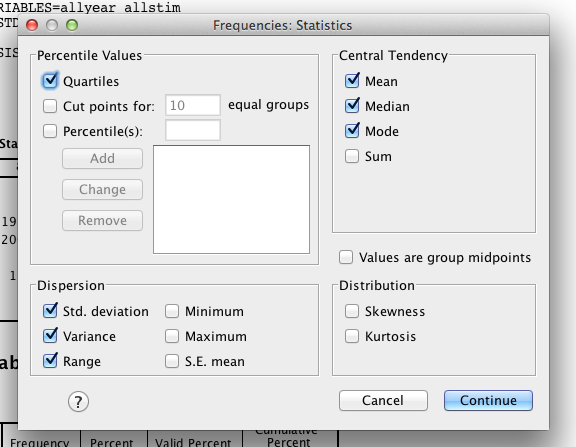 RIABLES=allyear allstim
STD
Frequencies: Statistics
SIS
Percentile Values
Quartiles
Cut points for: 10 equal groups
Percentile(s):
Add
Change
Remove
Central Tendency
Mean
Median
Mode
Sum
Sta
19
20
1
Values are group midpoints
Dispersion
Std. deviation Minimum
Variance Maximum
Range S.E. mean
Distribution
Skewness
Kurtosis
ab
? Cancel Continue
Frequency Percent Valid Percent Cumulative Percent